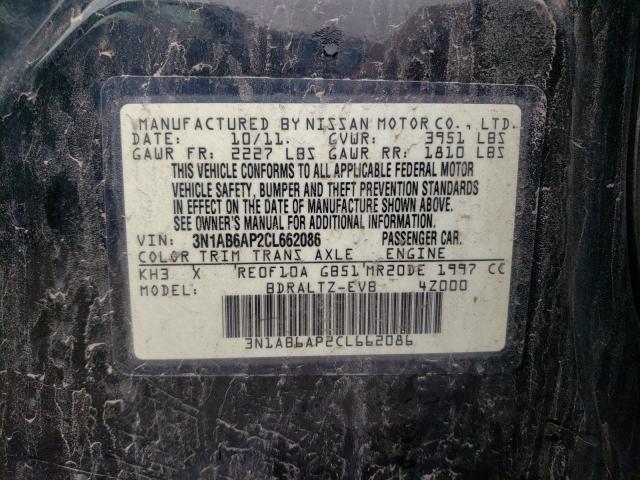 MANUFACTURED BY NISSAN MOTOR CO., LTD.
DATE: 10/11. GVWR: 3951 LBS
GAWR FR: 2227 LBS GAWR RR: 1810 LBS
THIS VEHICLE CONFORMS TO ALL APPLICABLE FEDERAL MOTOR
VEHICLE SAFETY, BUMPER AND THEFT PREVENTION STANDARDS
IN EFFECT ON THE DATE OF MANUFACTURE SHOWN ABOVE.
SEE OWNER'S MANUAL FOR ADDITIONAL INFORMATION.
VIN: 3N1AB6AP2CL662086 PASSENGER CAR.
COLOR TRIM TRANS AXLE ENGINE
KH3 X RE0F10A GB51 MR20DE 1997 CC
BDRALTZ-EVB 4Z000
3N1AB6AP2CL662086